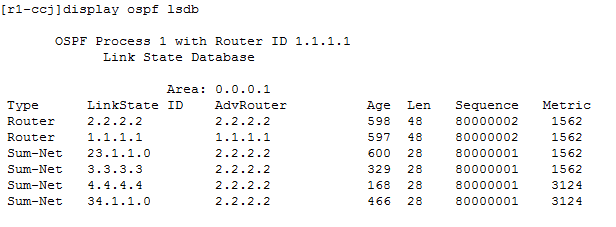 [r1-ccj]display ospf lsdb
OSPF Process 1 with Router ID 1.1.1.1
Link State Database
Area: 0.0.0.1
Type LinkState ID AdvRouter Age Len Sequence Metric
Router 2.2.2.2 2.2.2.2 598 48 80000002 1562
Router 1.1.1.1 1.1.1.1 597 48 80000002 1562
Sum-Net 23.1.1.0 2.2.2.2 600 28 80000001 1562
Sum-Net 3.3.3.3 2.2.2.2 329 28 80000001 1562
Sum-Net 4.4.4.4 2.2.2.2 168 28 80000001 3124
Sum-Net 34.1.1.0 2.2.2.2 466 28 80000001 3124